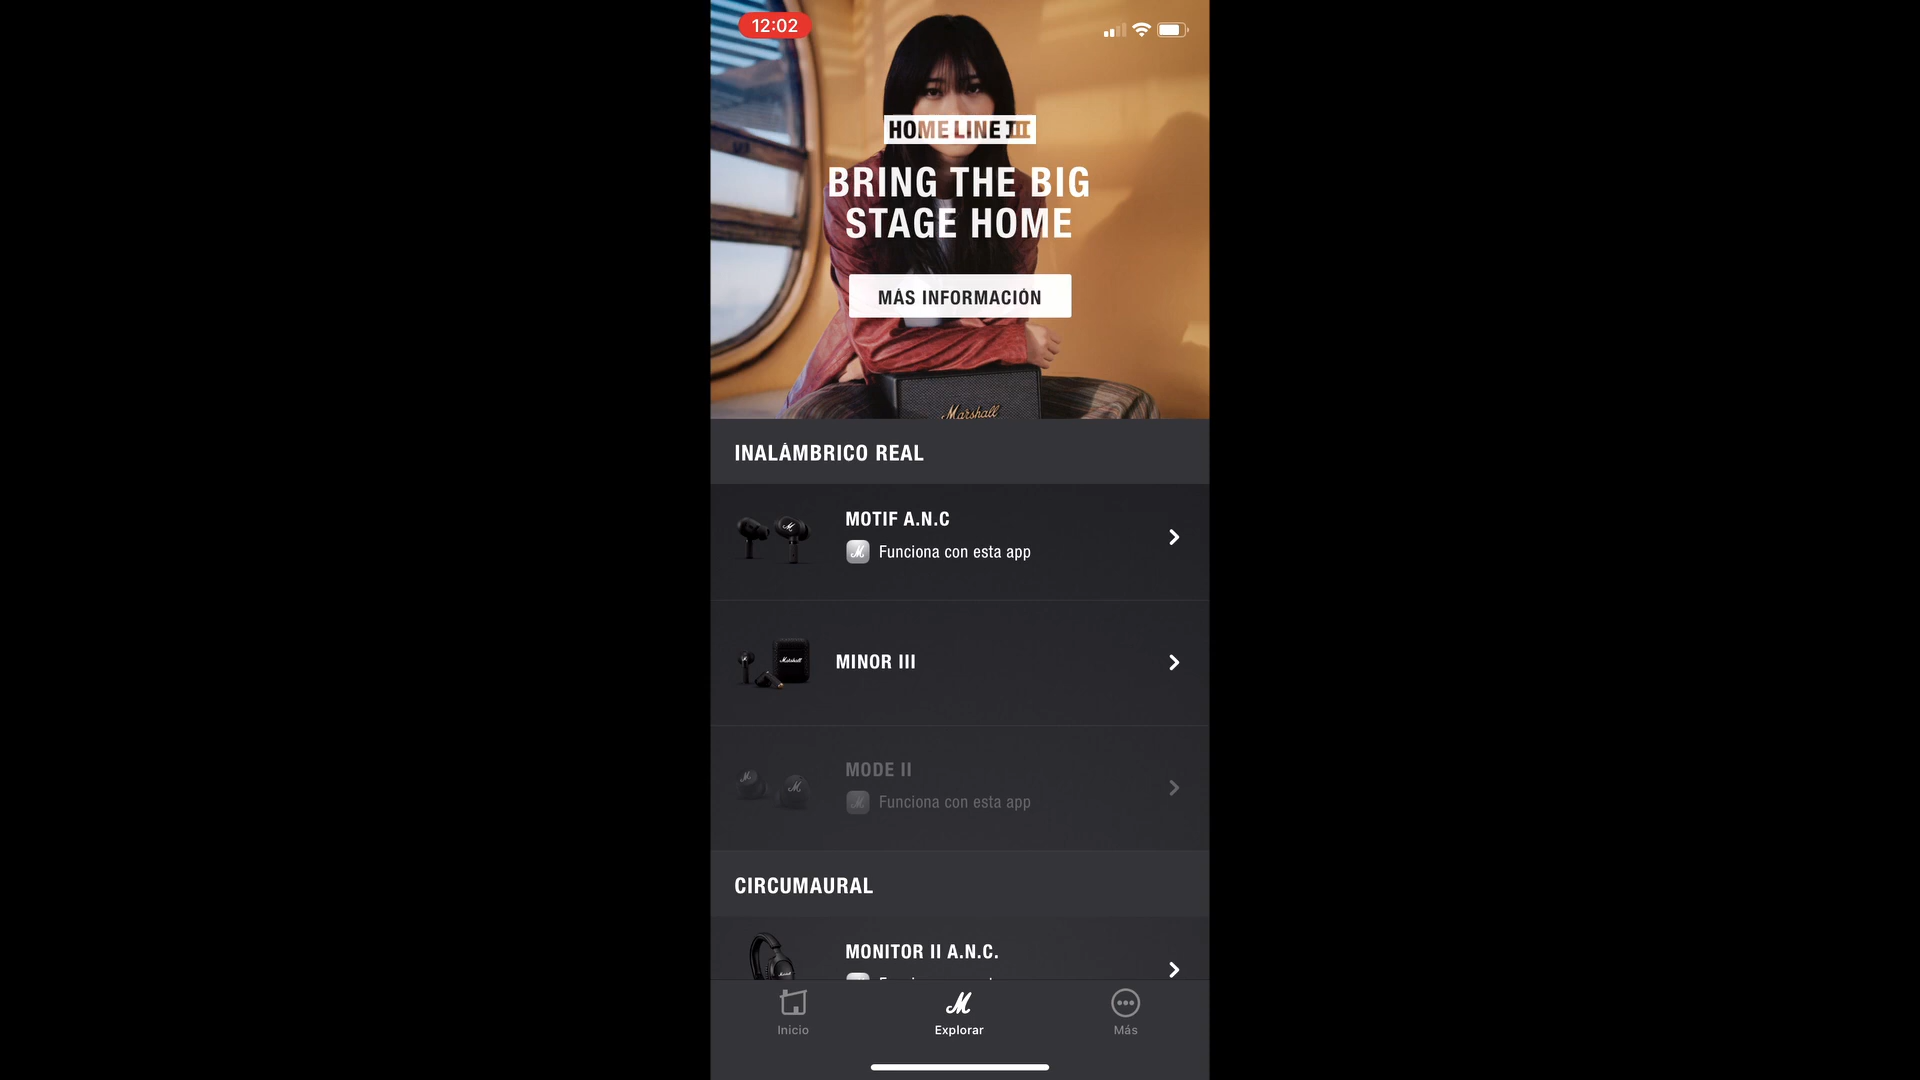 12:02
HOME LINE III
BRING THE BIG
STAGE HOME
MÁS INFORMACIÓN
Marshall
INALÁMBRICO REAL
MOTIF A.N.C
Funciona con esta app
Marshall
MINOR III
MODE II
Funciona con esta app
CIRCUMAURAL
MONITOR II A.N.C.
Inicio
Explorar
Más